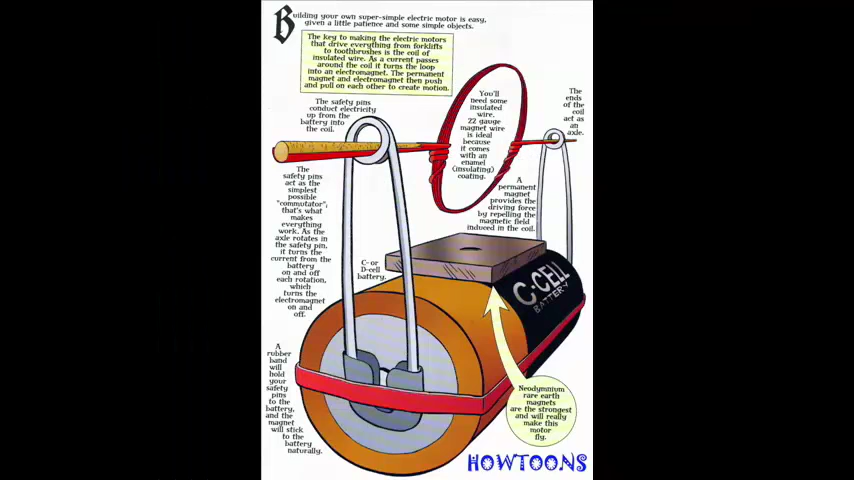 Building your own super-simple electric motor is easy,
given a little patience and some simple objects.
The key to making the electric motors
that drive everything from forklifts
to toothbrushes is the coil of
insulated wire. As a current passes
around the coil it turns the loop
into an electromagnet. The permanent
magnet and electromagnet then push
and pull on each other to create motion.
The safety pins
conduct electricity
up from the
battery into
the coil.
You'll
need some
insulated
wire.
22 gauge
magnet wire
is ideal
because
it comes
with an
enamel
(insulating)
coating.
The
ends
of the
coil
act as
an
axle.
The
safety pins
act as the
simplest
possible
"commutator",
that's what
makes
everything
work. As the
axle rotates in
the safety pin,
it turns the
current from the
battery
on and off
each rotation,
which
turns the
electromagnet
on and
off.
A
permanent
magnet
provides the
driving force
by repelling the
magnetic field
induced in the coil.
C- or
D-cell
battery.
C-CELL
BATTERY
A
rubber
band
will
hold
your
safety
pins
to the
battery,
and the
magnet
will stick
to the
battery
naturally.
Neodymnium
rare earth
magnets
are the strongest
and will really
make this
motor
fly.
HOWTOONS